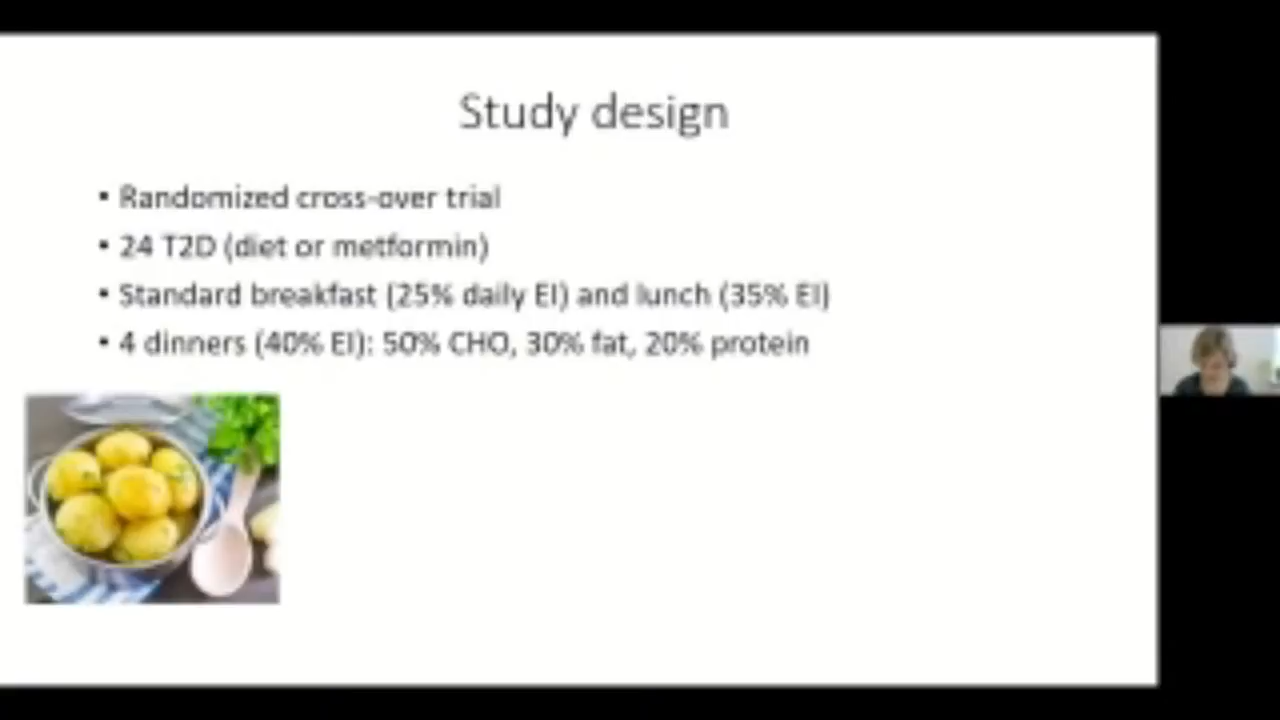 Study design
• Randomized cross-over trial
• 24 T2D (diet or metformin)
• Standard breakfast (25% daily EI) and lunch (35% EI)
• 4 dinners (40% EI): 50% CHO, 30% fat, 20% protein